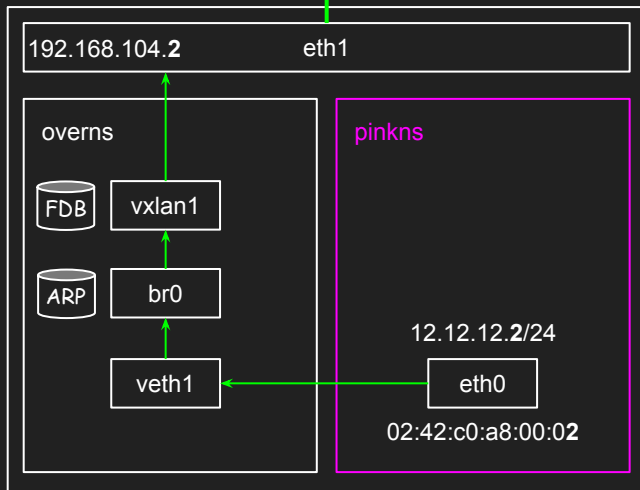 192.168.104.2 eth1
overns
pinkns
FDB
vxlan1
ARP
br0
12.12.12.2/24
veth1
eth0
02:42:c0:a8:00:02